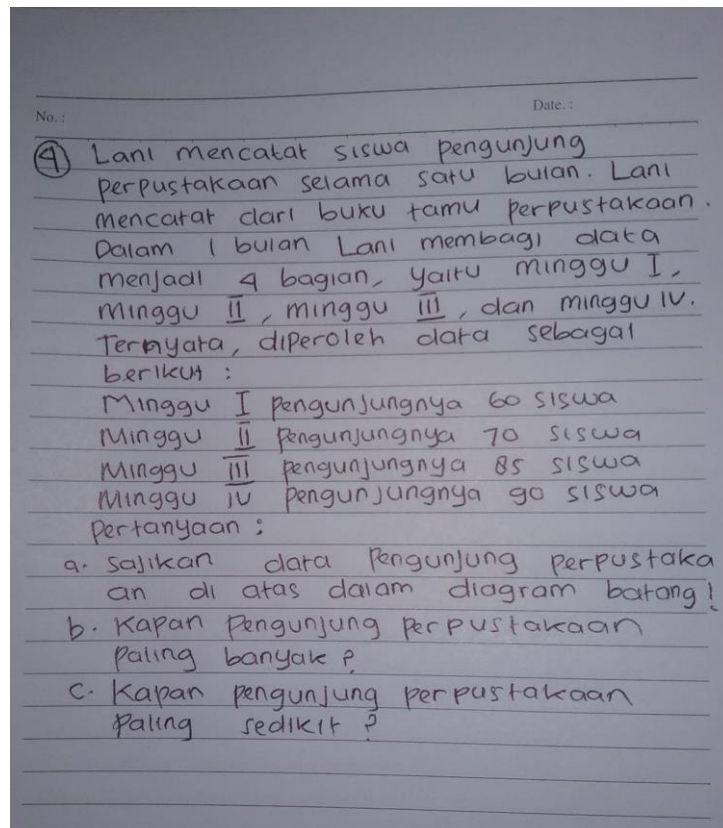 No. :
Date. :
4 Lani mencatat siswa pengunjung
perpustakaan selama satu bulan. Lani
mencatat dari buku tamu perpustakaan.
Dalam 1 bulan Lani membagi data
menjadi 4 bagian, yaitu minggu I,
minggu II, minggu III, dan minggu IV.
Ternyata, diperoleh data sebagai
berikut :
Minggu I pengunjungnya 60 siswa
Minggu II pengunjungnya 70 siswa
Minggu III pengunjungnya 85 siswa
Minggu IV pengunjungnya 90 siswa
Pertanyaan :
a. Sajikan data pengunjung perpustaka
an di atas dalam diagram batang!
b. Kapan pengunjung perpustakaan
paling banyak ?
c. Kapan pengunjung perpustakaan
paling sedikit ?